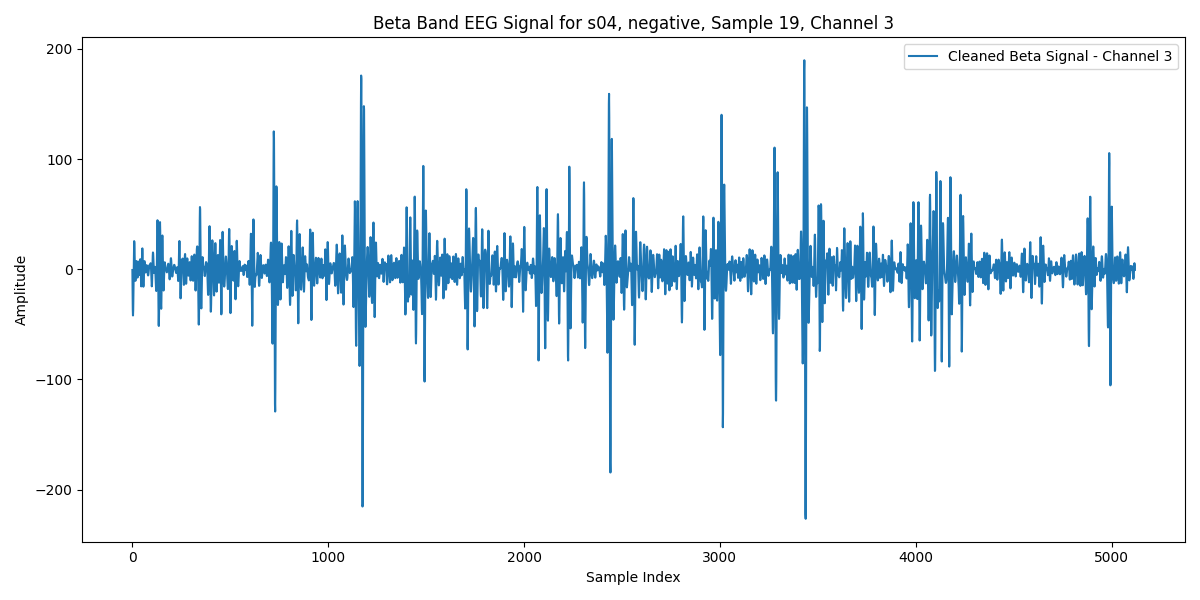 Beta Band EEG Signal for s04, negative, Sample 19, Channel 3
Cleaned Beta Signal - Channel 3
Amplitude
200
100
0
−100
−200
0 1000 2000 3000 4000 5000
Sample Index